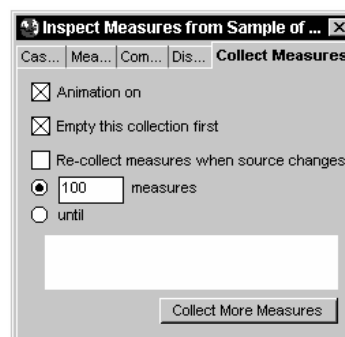 Inspect Measures from Sample of ...
Cas... Mea... Com... Dis... Collect Measures
Animation on
Empty this collection first
Re-collect measures when source changes
100 measures
until
Collect More Measures